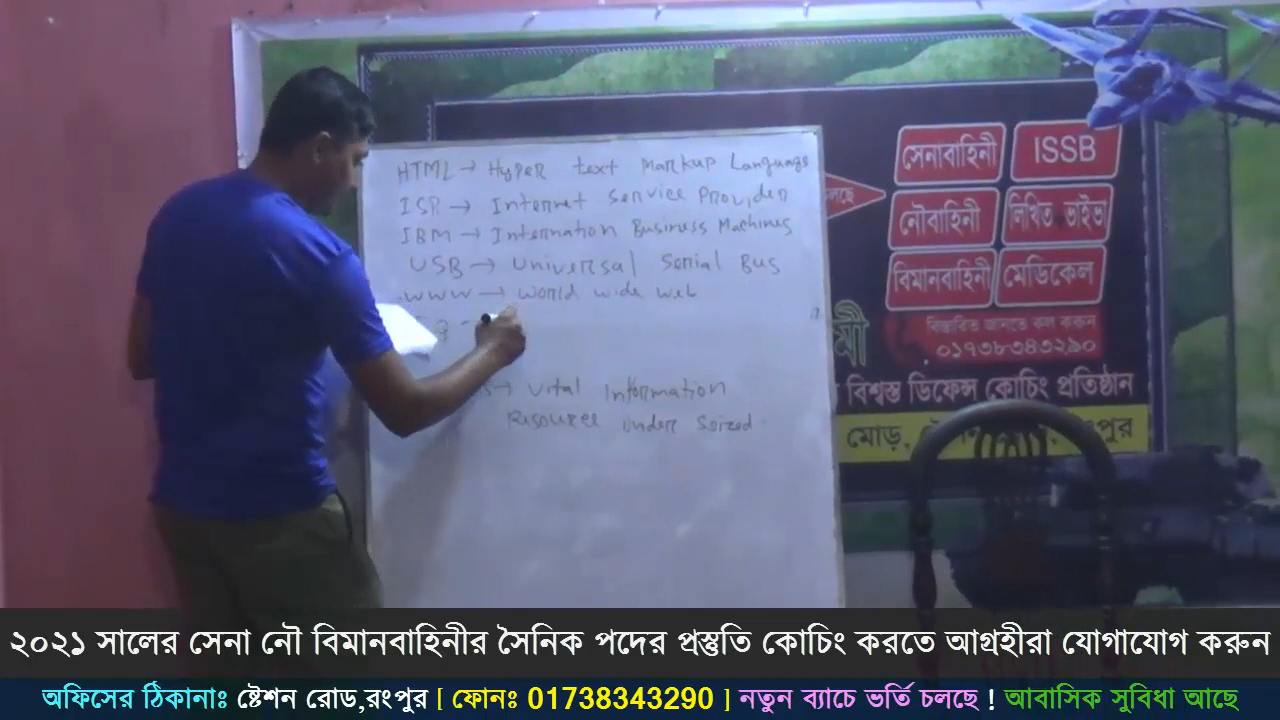 HTML → Hyper text Markup Language
ISP → Internet Service Provider
IBM → Internation Business Machines
USB → Universal Serial Bus
WWW → World wide web
→ Vital Information
Resource Under Seized
সেনাবাহিনী
ISSB
নৌবাহিনী
লিখিত ভাইভা
বিমানবাহিনী
মেডিকেল
বিস্তারিত জানতে কল করুন
০১৭৩৮৩৪৩২৯০
বিশ্বস্ত ডিফেন্স কোচিং প্রতিষ্ঠান
মোড়,
২০২১ সালের সেনা নৌ বিমানবাহিনীর সৈনিক পদের প্রস্তুতি কোচিং করতে আগ্রহীরা যোগাযোগ করুন
অফিসের ঠিকানাঃ ষ্টেশন রোড,রংপুর [ ফোনঃ 01738343290 ] নতুন ব্যাচে ভর্তি চলছে ! আবাসিক সুবিধা আছে